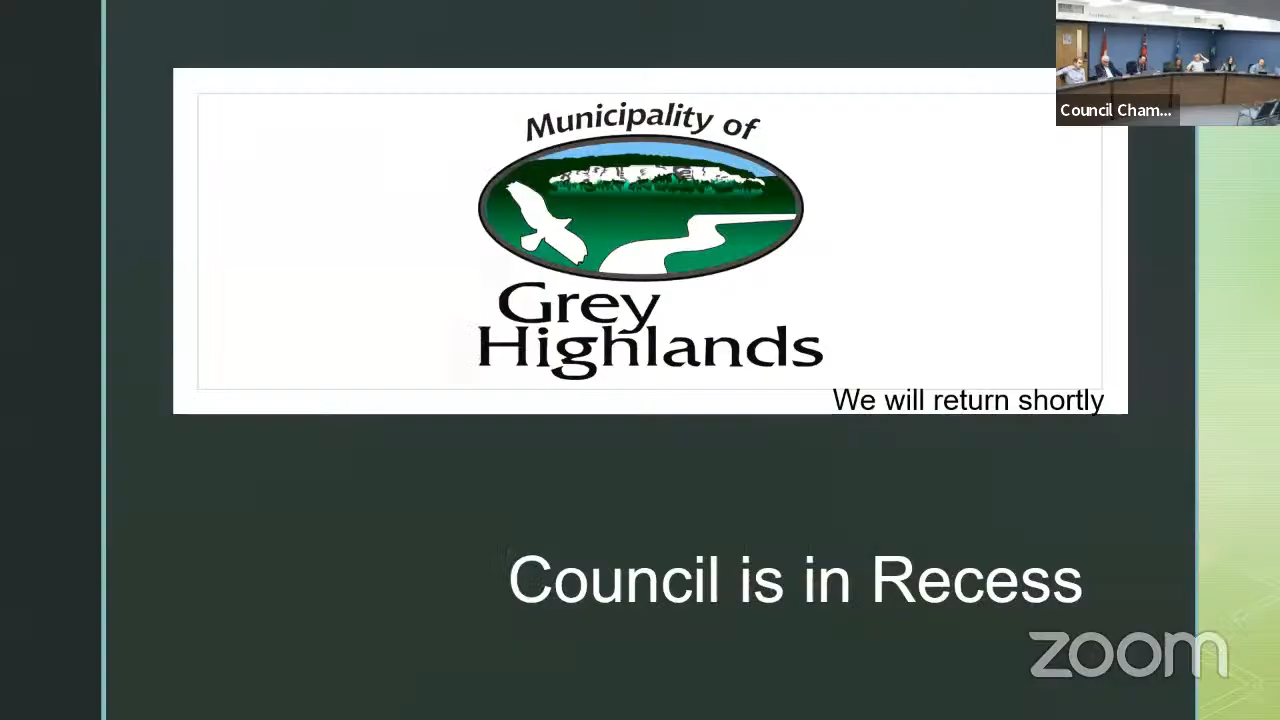 Municipality of
Grey
Highlands
We will return shortly
Council Cham...
Council is in Recess
zoom